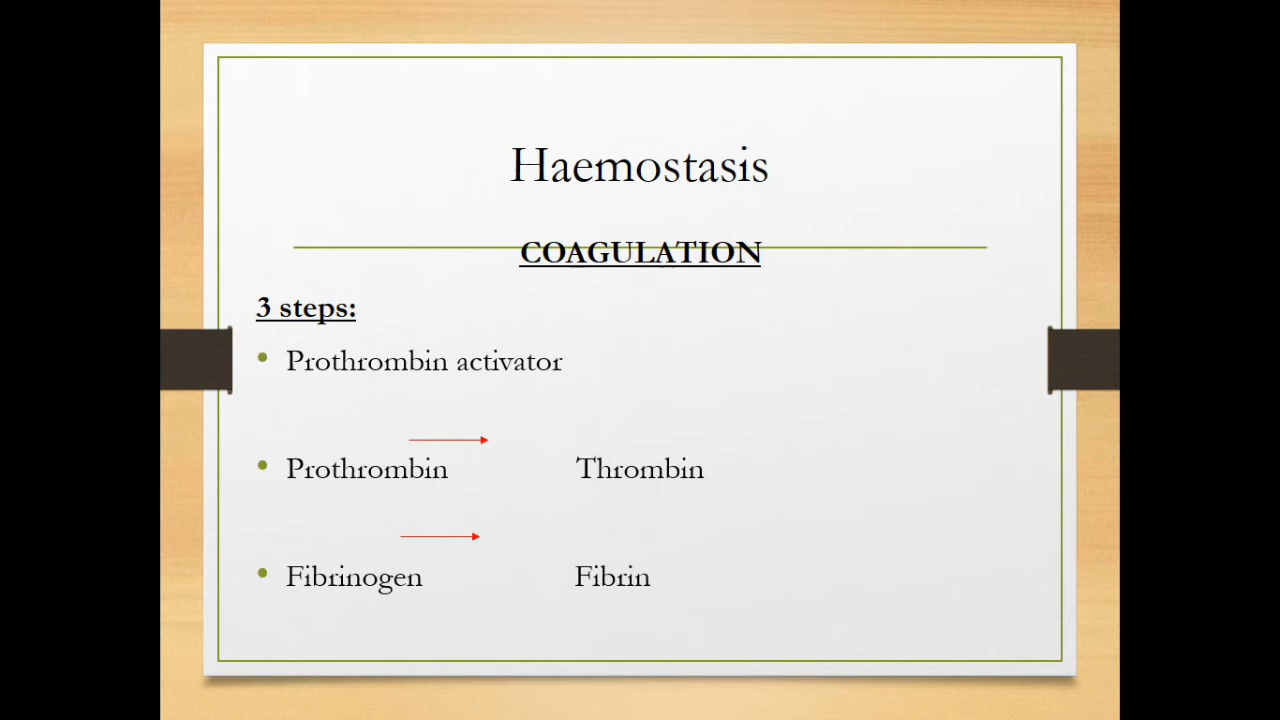 Haemostasis
COAGULATION
3 steps:
• Prothrombin activator
• Prothrombin Thrombin
• Fibrinogen Fibrin